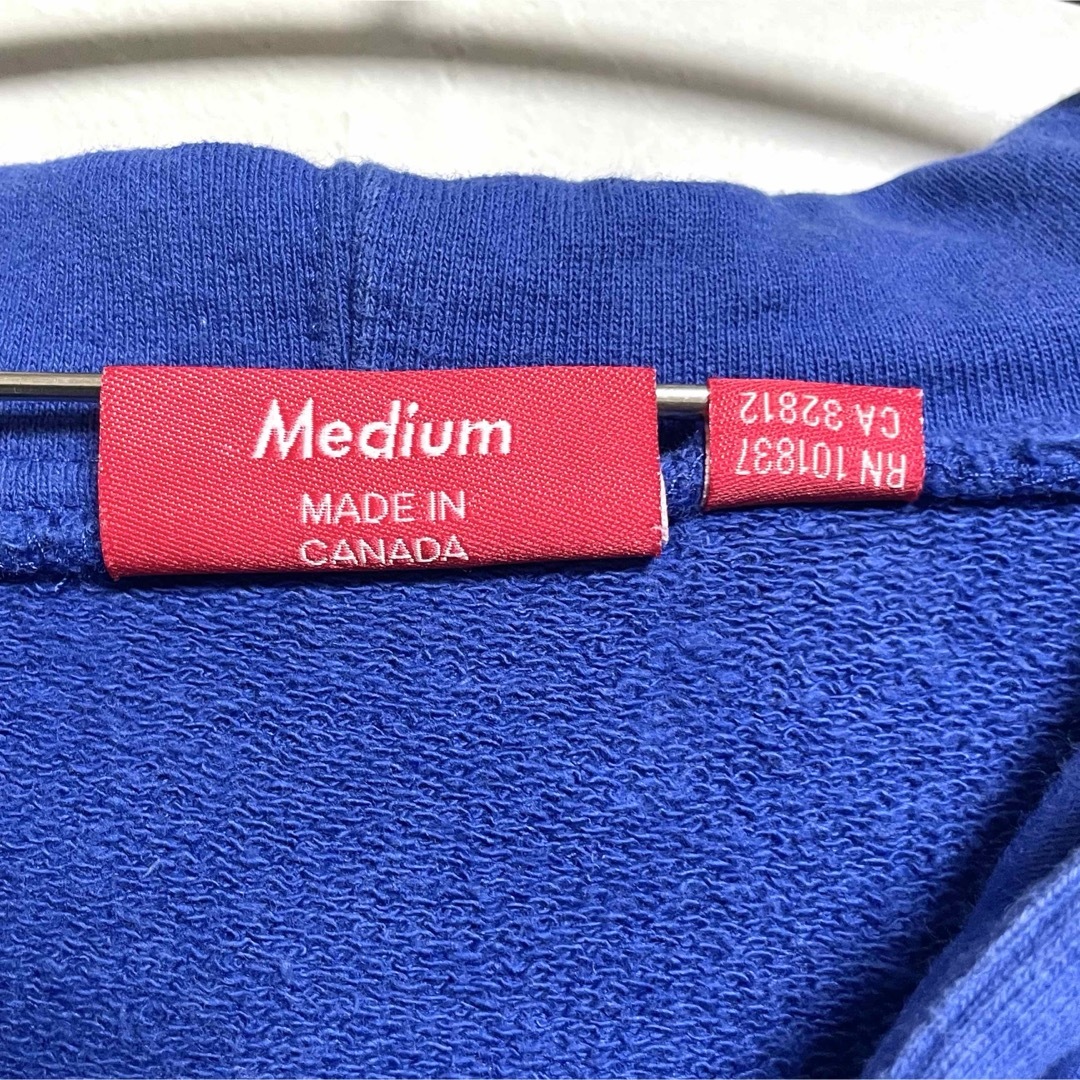 Medium
MADE IN
CANADA
RN 101837
CA 32812